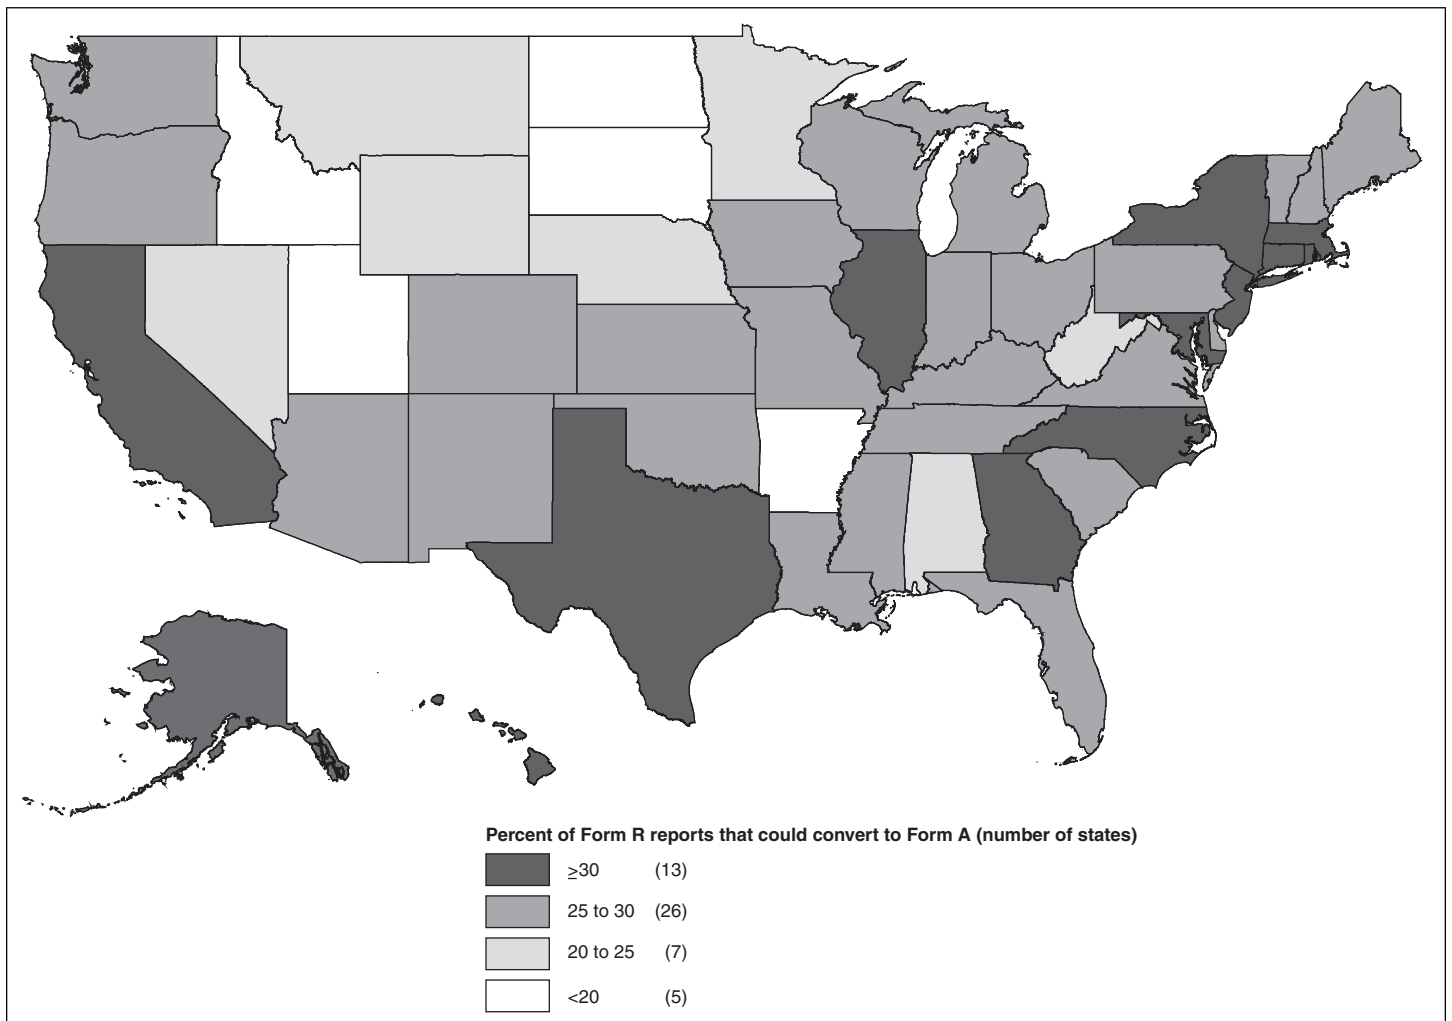 Percent of Form R reports that could convert to Form A (number of states)
≥30 (13)
25 to 30 (26)
20 to 25 (7)
<20 (5)